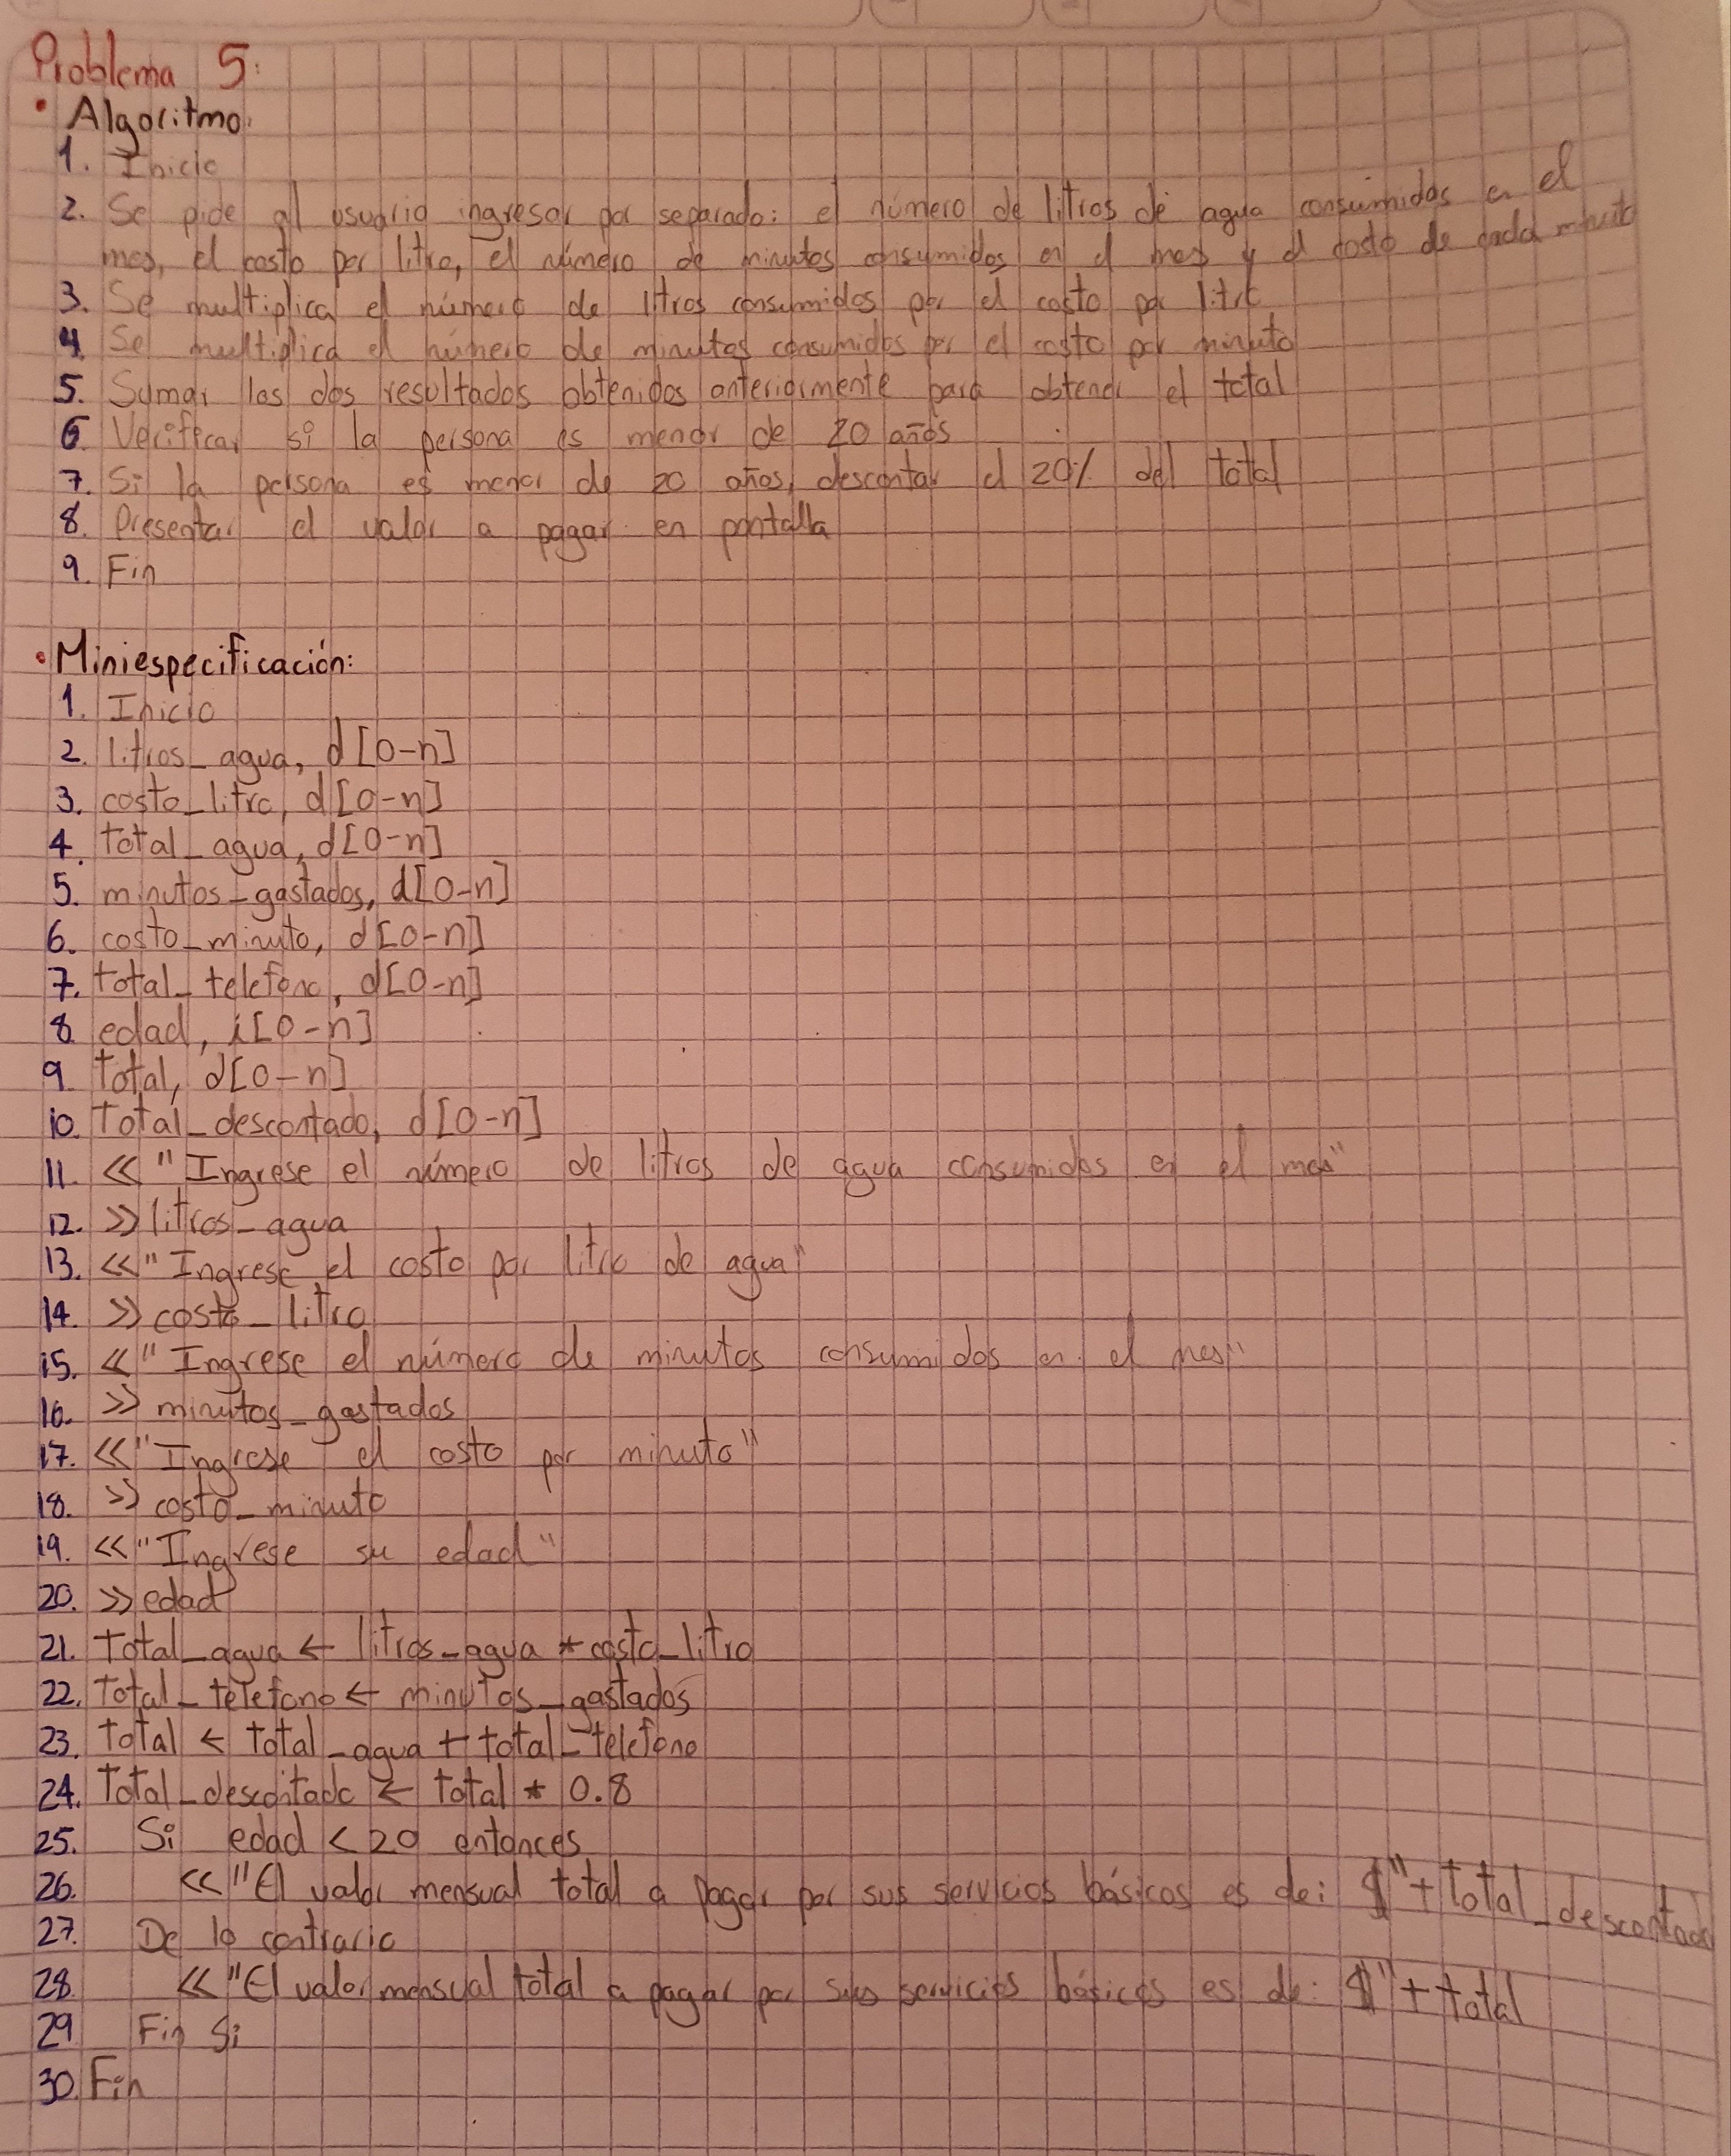 Problema 5:
• Algoritmo:
1. Inicio
2. Se pide al usuario ingresar por separado: el número de litros de agua consumidos en el
mes, el costo por litro, el número de minutos consumidos en el mes y el costo de cada minuto
3. Se multiplica el número de litros consumidos por el costo por litro
4. Se multiplica el número de minutos consumidos por el costo por minuto
5. Sumar los dos resultados obtenidos anteriormente para obtener el total
6. Verificar si la persona es menor de 20 años
7. Si la persona es menor de 20 años, descontar el 20% del total
8. Presentar el valor a pagar en pantalla
9. Fin
• Miniespecificación:
1. Inicio
2. litros_agua, d[0-n]
3. costo_litro, d[0-n]
4. total_agua, d[0-n]
5. minutos_gastados, d[0-n]
6. costo_minuto, d[0-n]
7. total_telefono, d[0-n]
8. edad, i[0-n]
9. total, d[0-n]
10. total_descontado, d[0-n]
11. << "Ingrese el número de litros de agua consumidos en el mes"
12. >> litros_agua
13. << "Ingrese el costo por litro de agua"
14. >> costo_litro
15. << "Ingrese el número de minutos consumidos en el mes"
16. >> minutos_gastados
17. << "Ingrese el costo por minuto"
18. >> costo_minuto
19. << "Ingrese su edad"
20. >> edad
21. total_agua ← litros_agua * costo_litro
22. total_telefono ← minutos_gastados
23. total ← total_agua + total_telefono
24. total_descontado ← total * 0.8
25. Si edad < 20 entonces
26. << "El valor mensual total a pagar por sus servicios básicos es de: $" + total_descontado
27. De lo contrario
28. << "El valor mensual total a pagar por sus servicios básicos es de: $" + total
29. Fin Si
30. Fin